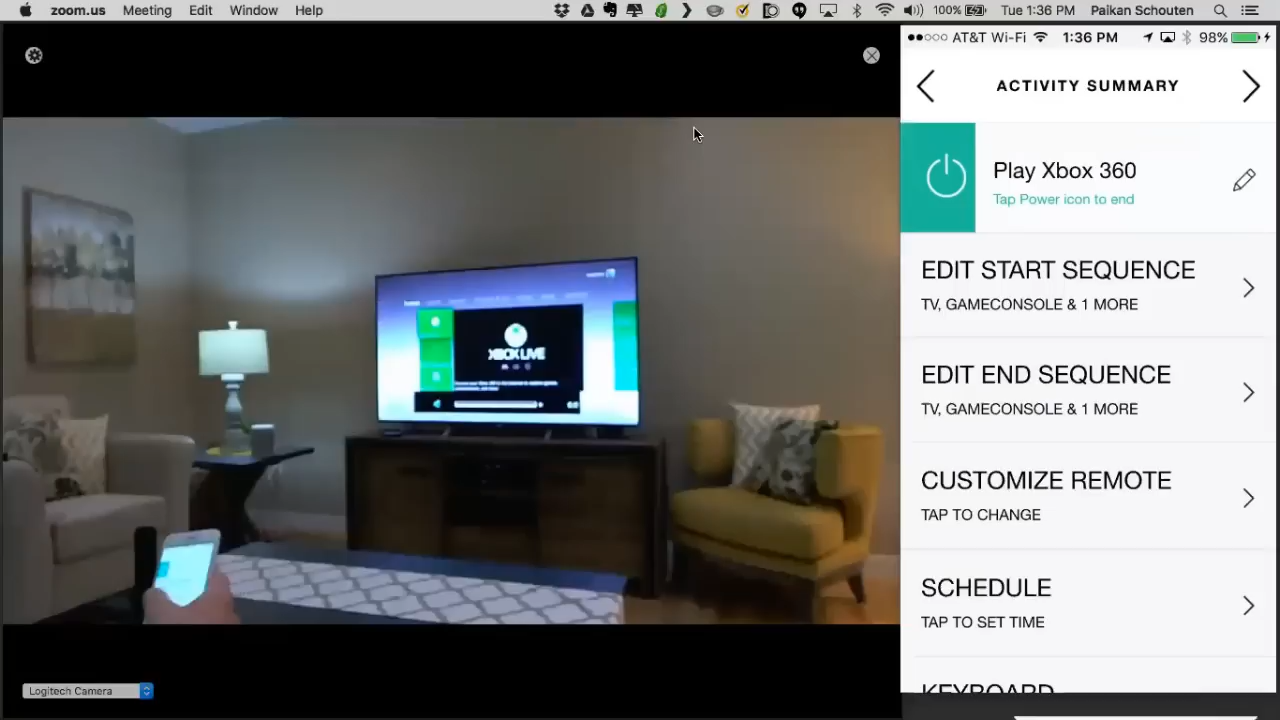 zoom.us Meeting Edit Window Help 100% Tue 1:36 PM Paikan Schouten
AT&T Wi-Fi 1:36 PM 98%
ACTIVITY SUMMARY
Play Xbox 360
Tap Power icon to end
EDIT START SEQUENCE
TV, GAMECONSOLE & 1 MORE
EDIT END SEQUENCE
TV, GAMECONSOLE & 1 MORE
CUSTOMIZE REMOTE
TAP TO CHANGE
SCHEDULE
TAP TO SET TIME
KEYBOARD
XBOX LIVE
Logitech Camera